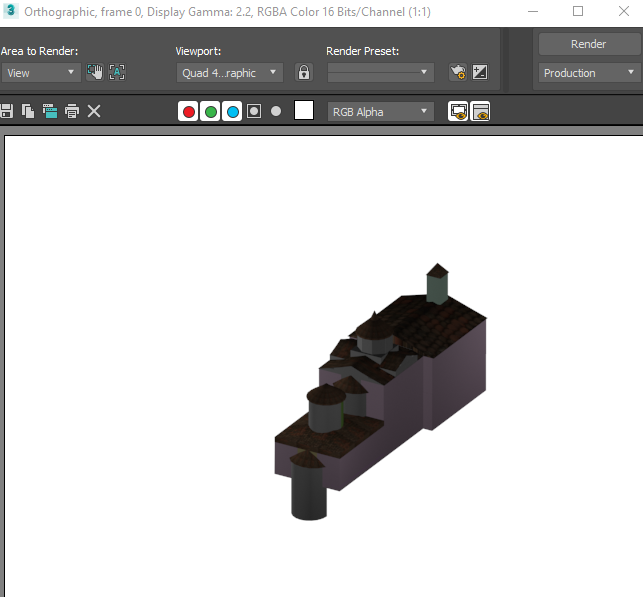 3 Orthographic, frame 0, Display Gamma: 2.2, RGBA Color 16 Bits/Channel (1:1)
Area to Render:
Viewport:
Render Preset:
Render
View
Quad 4...raphic
Production
RGB Alpha